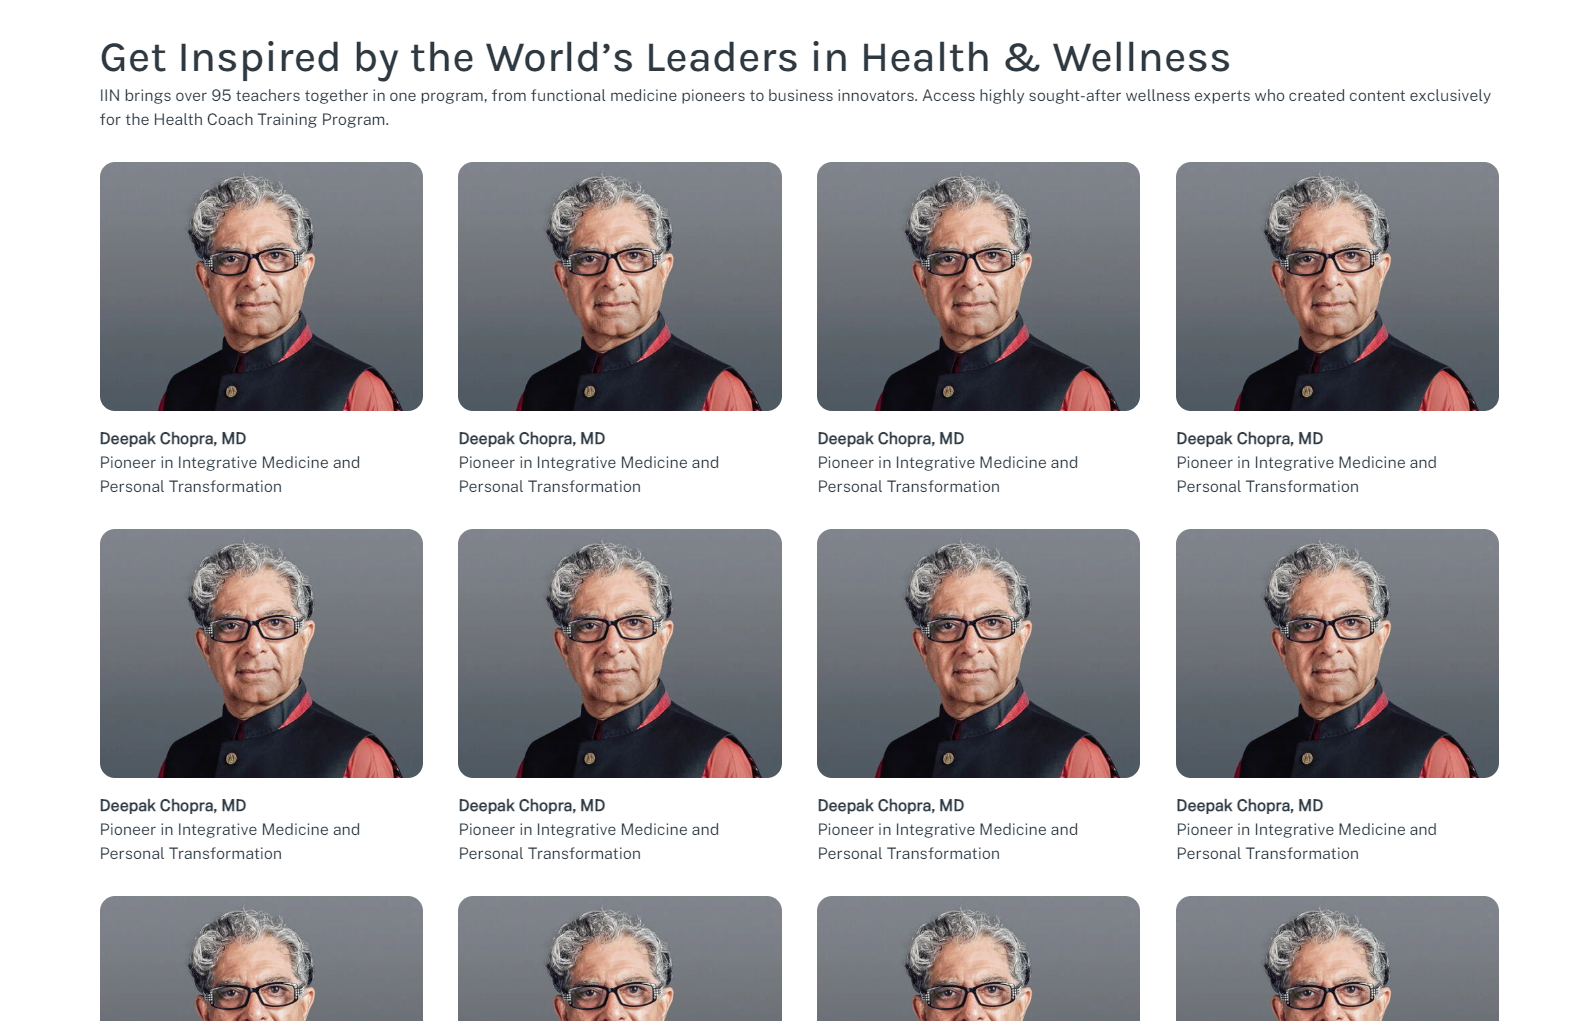 Get Inspired by the World’s Leaders in Health & Wellness
IIN brings over 95 teachers together in one program, from functional medicine pioneers to business innovators. Access highly sought-after wellness experts who created content exclusively
for the Health Coach Training Program.
Deepak Chopra, MD
Pioneer in Integrative Medicine and
Personal Transformation
Deepak Chopra, MD
Pioneer in Integrative Medicine and
Personal Transformation
Deepak Chopra, MD
Pioneer in Integrative Medicine and
Personal Transformation
Deepak Chopra, MD
Pioneer in Integrative Medicine and
Personal Transformation
Deepak Chopra, MD
Pioneer in Integrative Medicine and
Personal Transformation
Deepak Chopra, MD
Pioneer in Integrative Medicine and
Personal Transformation
Deepak Chopra, MD
Pioneer in Integrative Medicine and
Personal Transformation
Deepak Chopra, MD
Pioneer in Integrative Medicine and
Personal Transformation